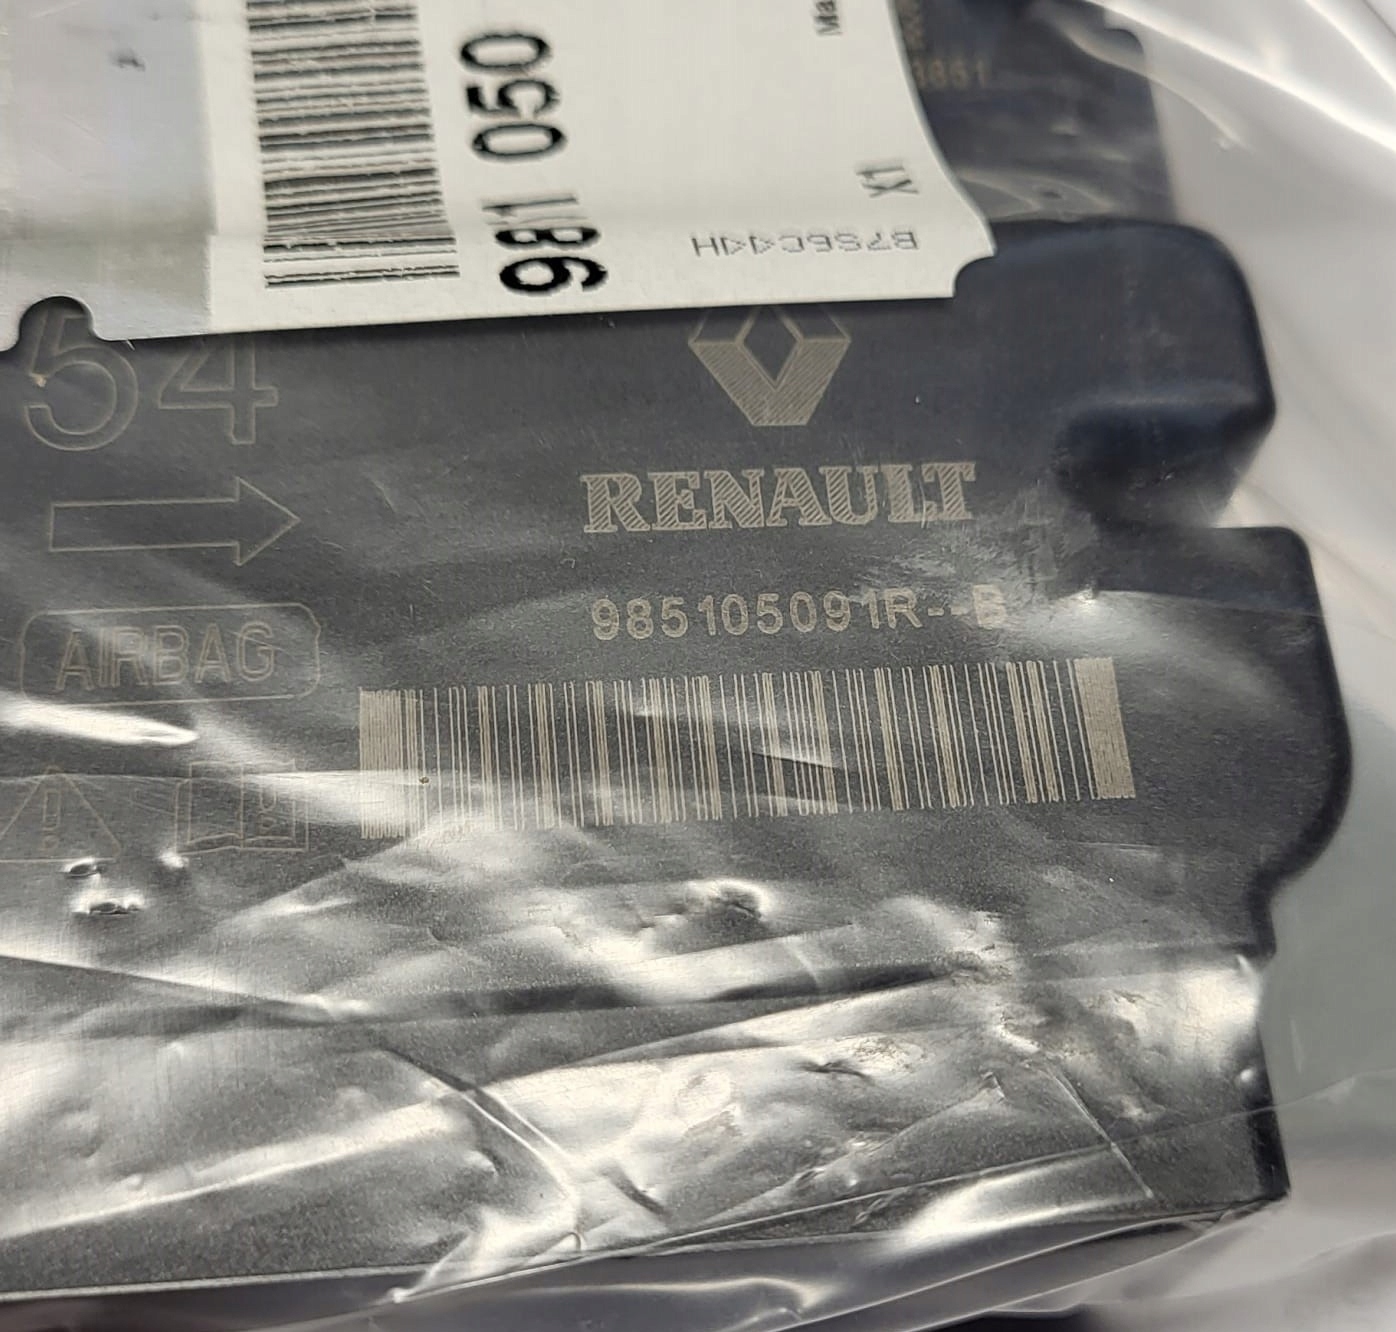 981 050
X1
B7S6C44H
54
RENAULT
985105091R--B
AIRBAG